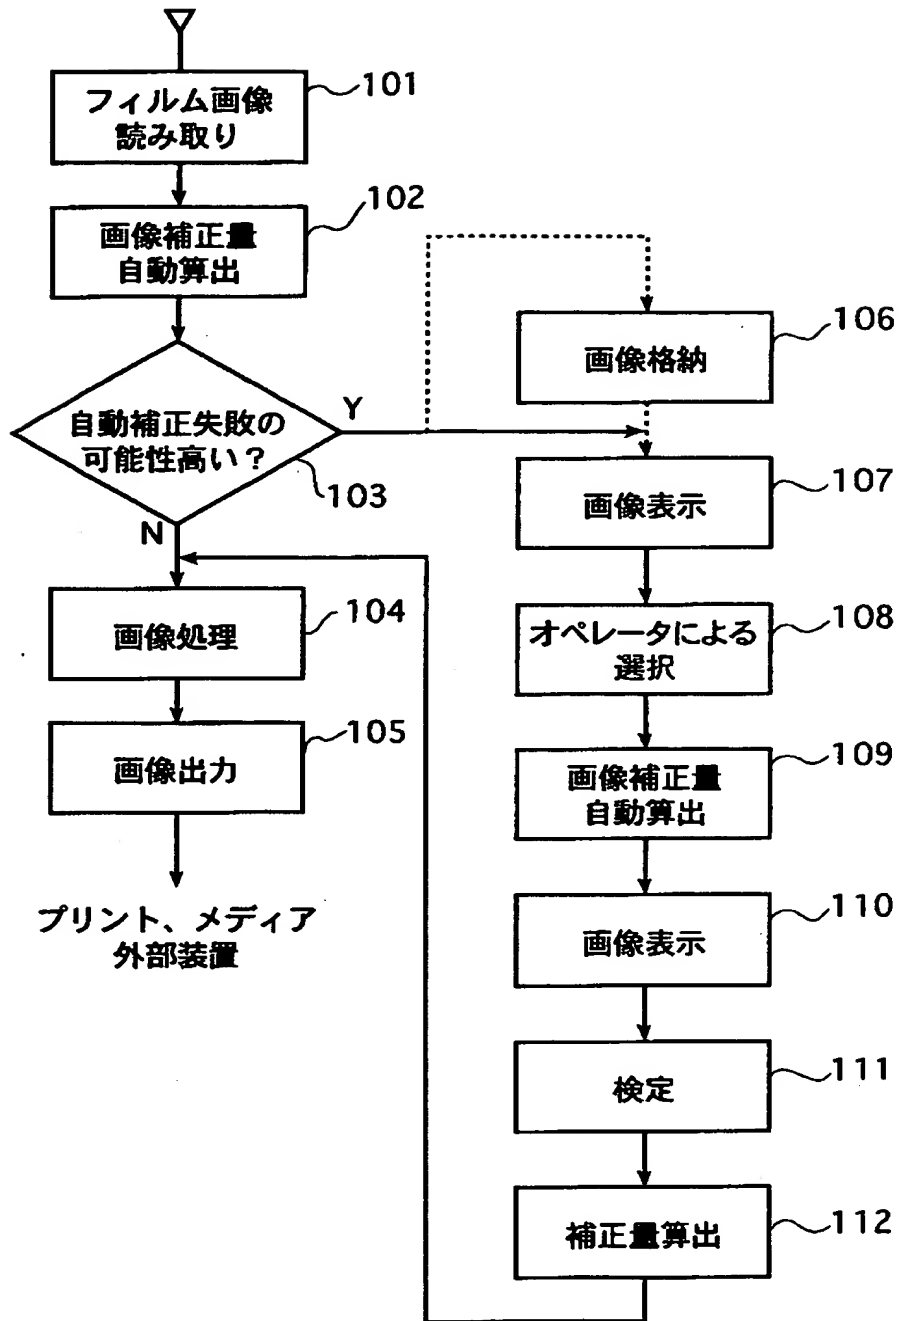 フィルム画像
読み取り
101
画像補正量
自動算出
102
自動補正失敗の
可能性高い？
103
Y
N
画像処理
104
画像出力
105
プリント、メディア
外部装置
画像格納
106
画像表示
107
オペレータによる
選択
108
画像補正量
自動算出
109
画像表示
110
検定
111
補正量算出
112